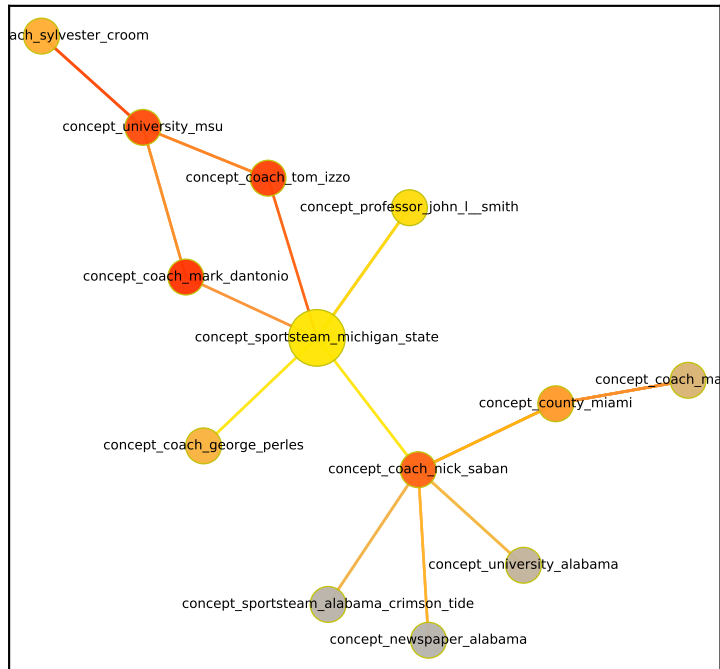 ach_sylvester_croom
concept_university_msu
concept_coach_tom_izzo
concept_professor_john_l__smith
concept_coach_mark_dantonio
concept_sportsteam_michigan_state
concept_coach_ma
concept_county_miami
concept_coach_george_perles
concept_coach_nick_saban
concept_university_alabama
concept_sportsteam_alabama_crimson_tide
concept_newspaper_alabama